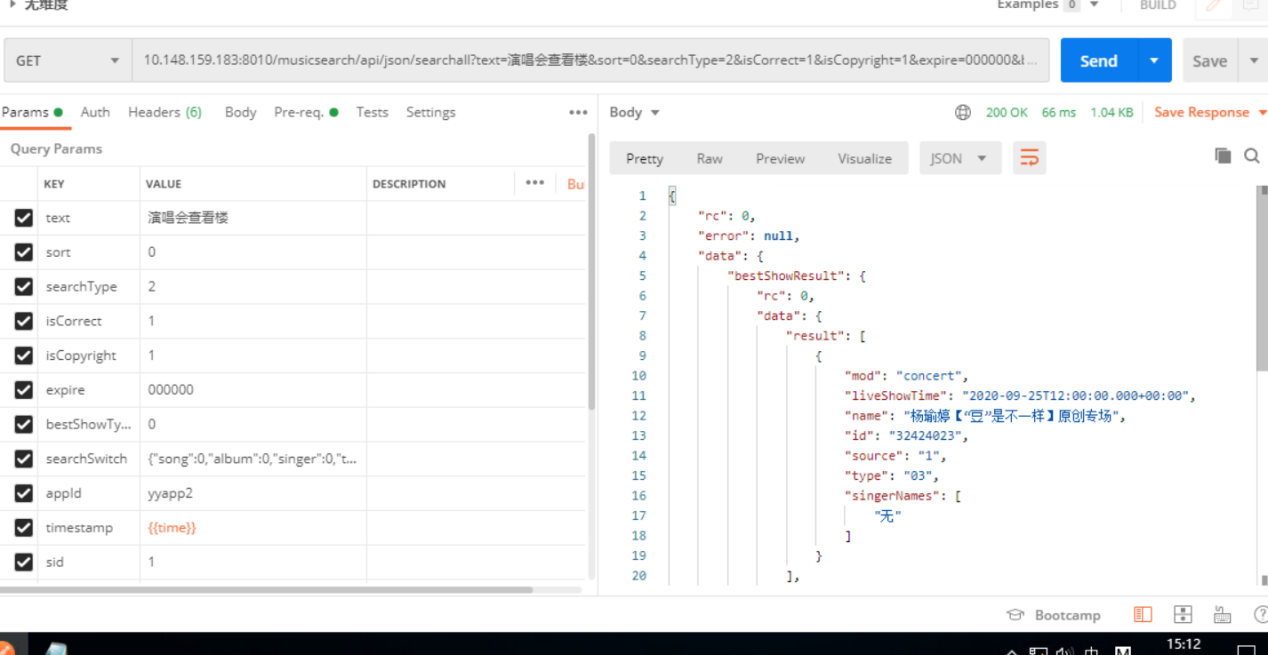 无维度
Examples 0 BUILD
GET 10.148.159.183:8010/musicsearch/api/json/searchall?text=演唱会查看楼&sort=0&searchType=2&isCorrect=1&isCopyright=1&expire=000000&l... Send Save
Params Auth Headers (6) Body Pre-req. Tests Settings ••• Body 200 OK 66 ms 1.04 KB Save Response
Query Params
Pretty Raw Preview Visualize JSON
KEY VALUE DESCRIPTION ••• Bu
text 演唱会查看楼
sort 0
searchType 2
isCorrect 1
isCopyright 1
expire 000000
bestShowTy... 0
searchSwitch {"song":0,"album":0,"singer":0,"t...
appId yyapp2
timestamp {{time}}
sid 1
1 {
2 "rc": 0,
3 "error": null,
4 "data": {
5 "bestShowResult": {
6 "rc": 0,
7 "data": {
8 "result": [
9 {
10 "mod": "concert",
11 "liveShowTime": "2020-09-25T12:00:00.000+00:00",
12 "name": "杨瑜婷【“豆”是不一样】原创专场",
13 "id": "32424023",
14 "source": "1",
15 "type": "03",
16 "singerNames": [
17 "无"
18 ]
19 }
20 ],
Bootcamp
中 M 15:12